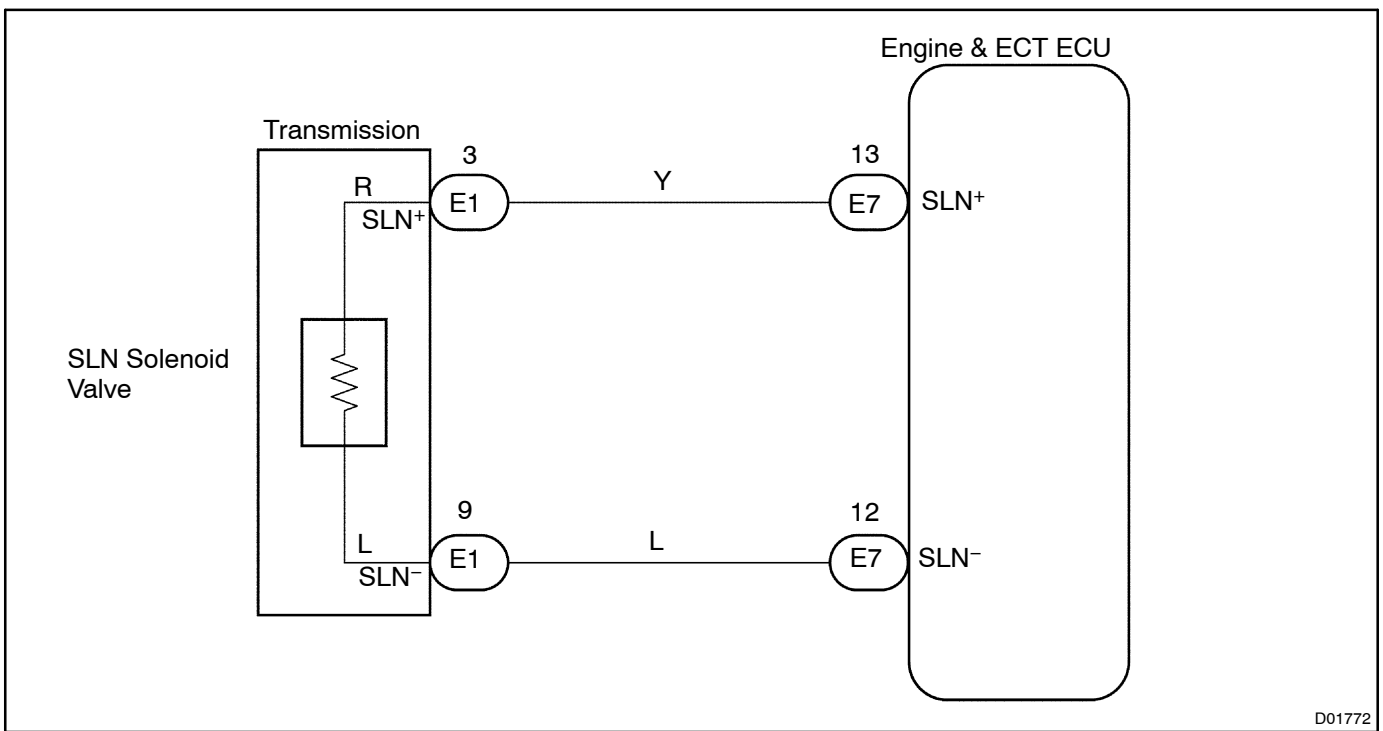 Engine & ECT ECU
Transmission
3
13
R
Y
E1
E7
SLN+
SLN+
SLN Solenoid
Valve
9
12
L
L
E1
E7
SLN−
SLN−
D01772